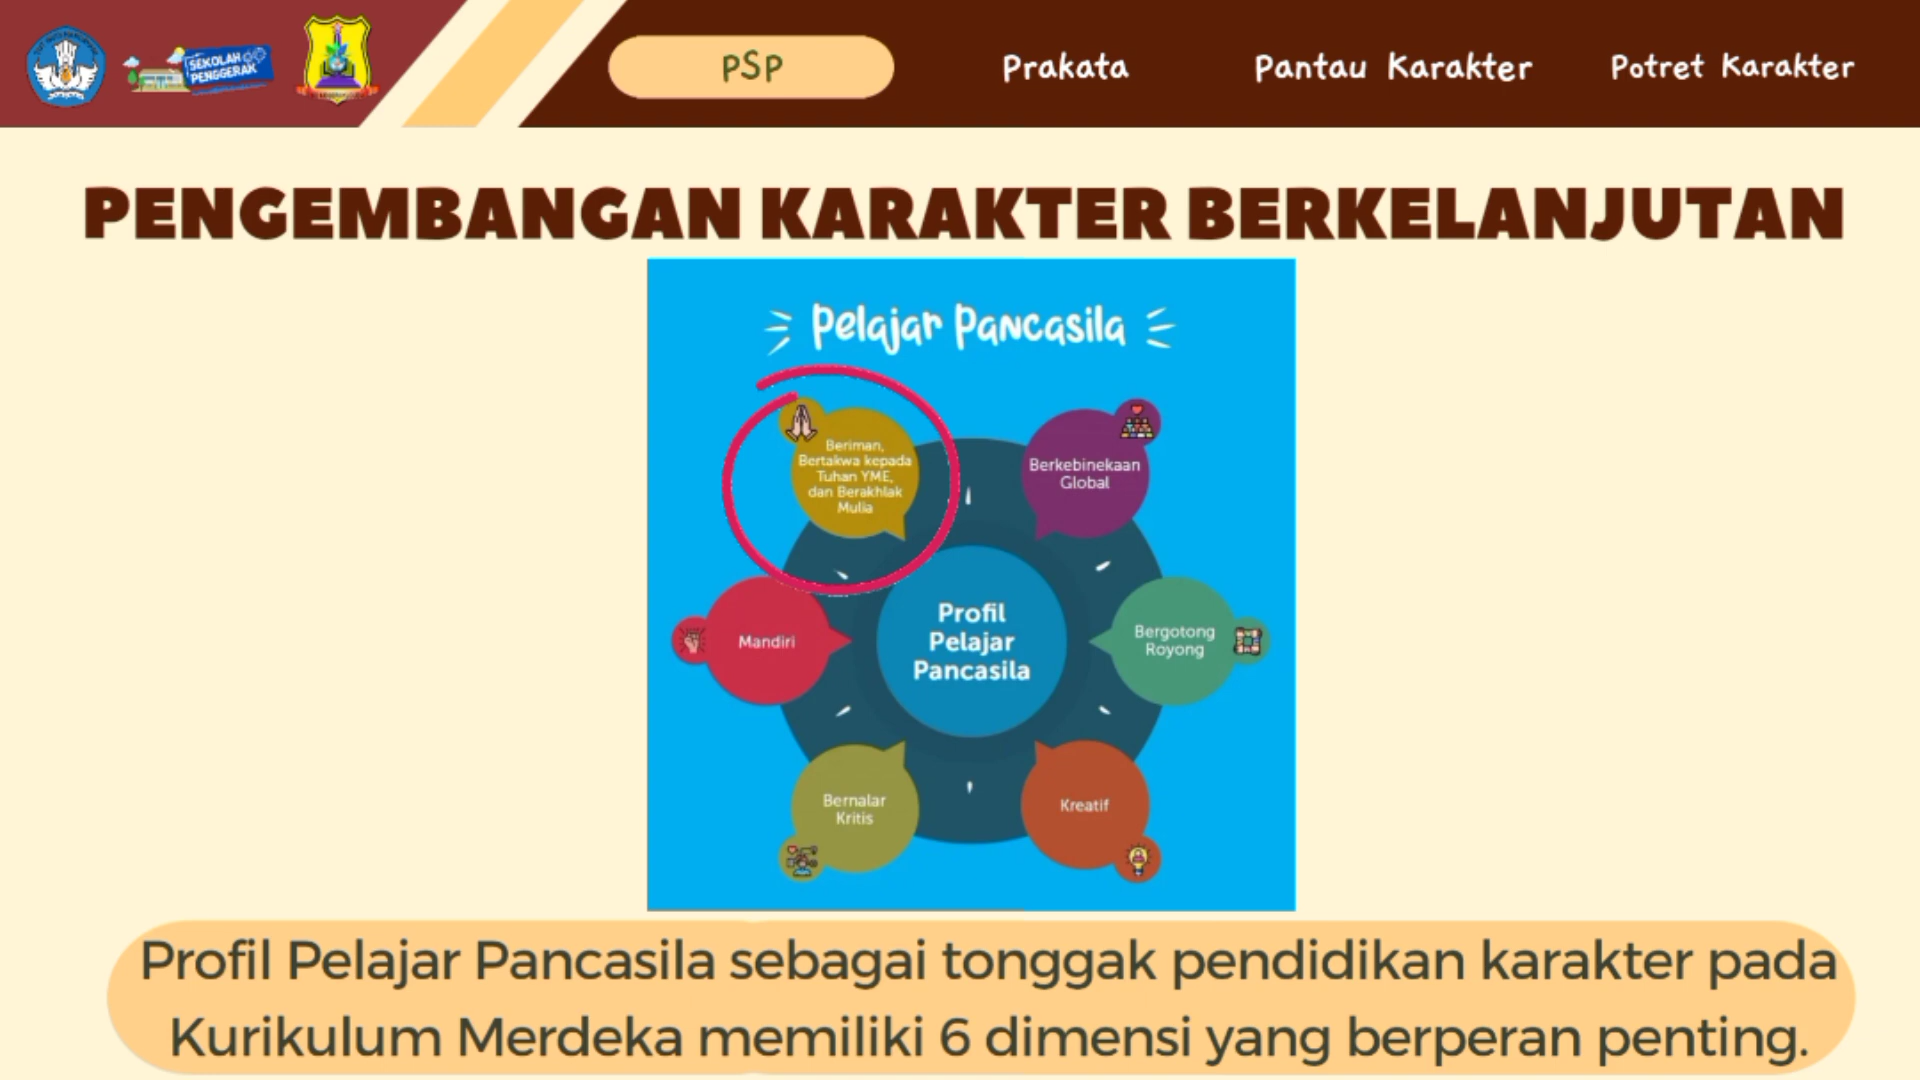 SEKOLAH
PENGGERAK
PSP
Prakata
Pantau Karakter
Potret Karakter
PENGEMBANGAN KARAKTER BERKELANJUTAN
Pelajar Pancasila
Beriman,
Bertakwa kepada
Tuhan YME,
dan Berakhlak
Mulia
Berkebinekaan
Global
Mandiri
Profil
Pelajar
Pancasila
Bergotong
Royong
Bernalar
Kritis
Kreatif
Profil Pelajar Pancasila sebagai tonggak pendidikan karakter pada
Kurikulum Merdeka memiliki 6 dimensi yang berperan penting.